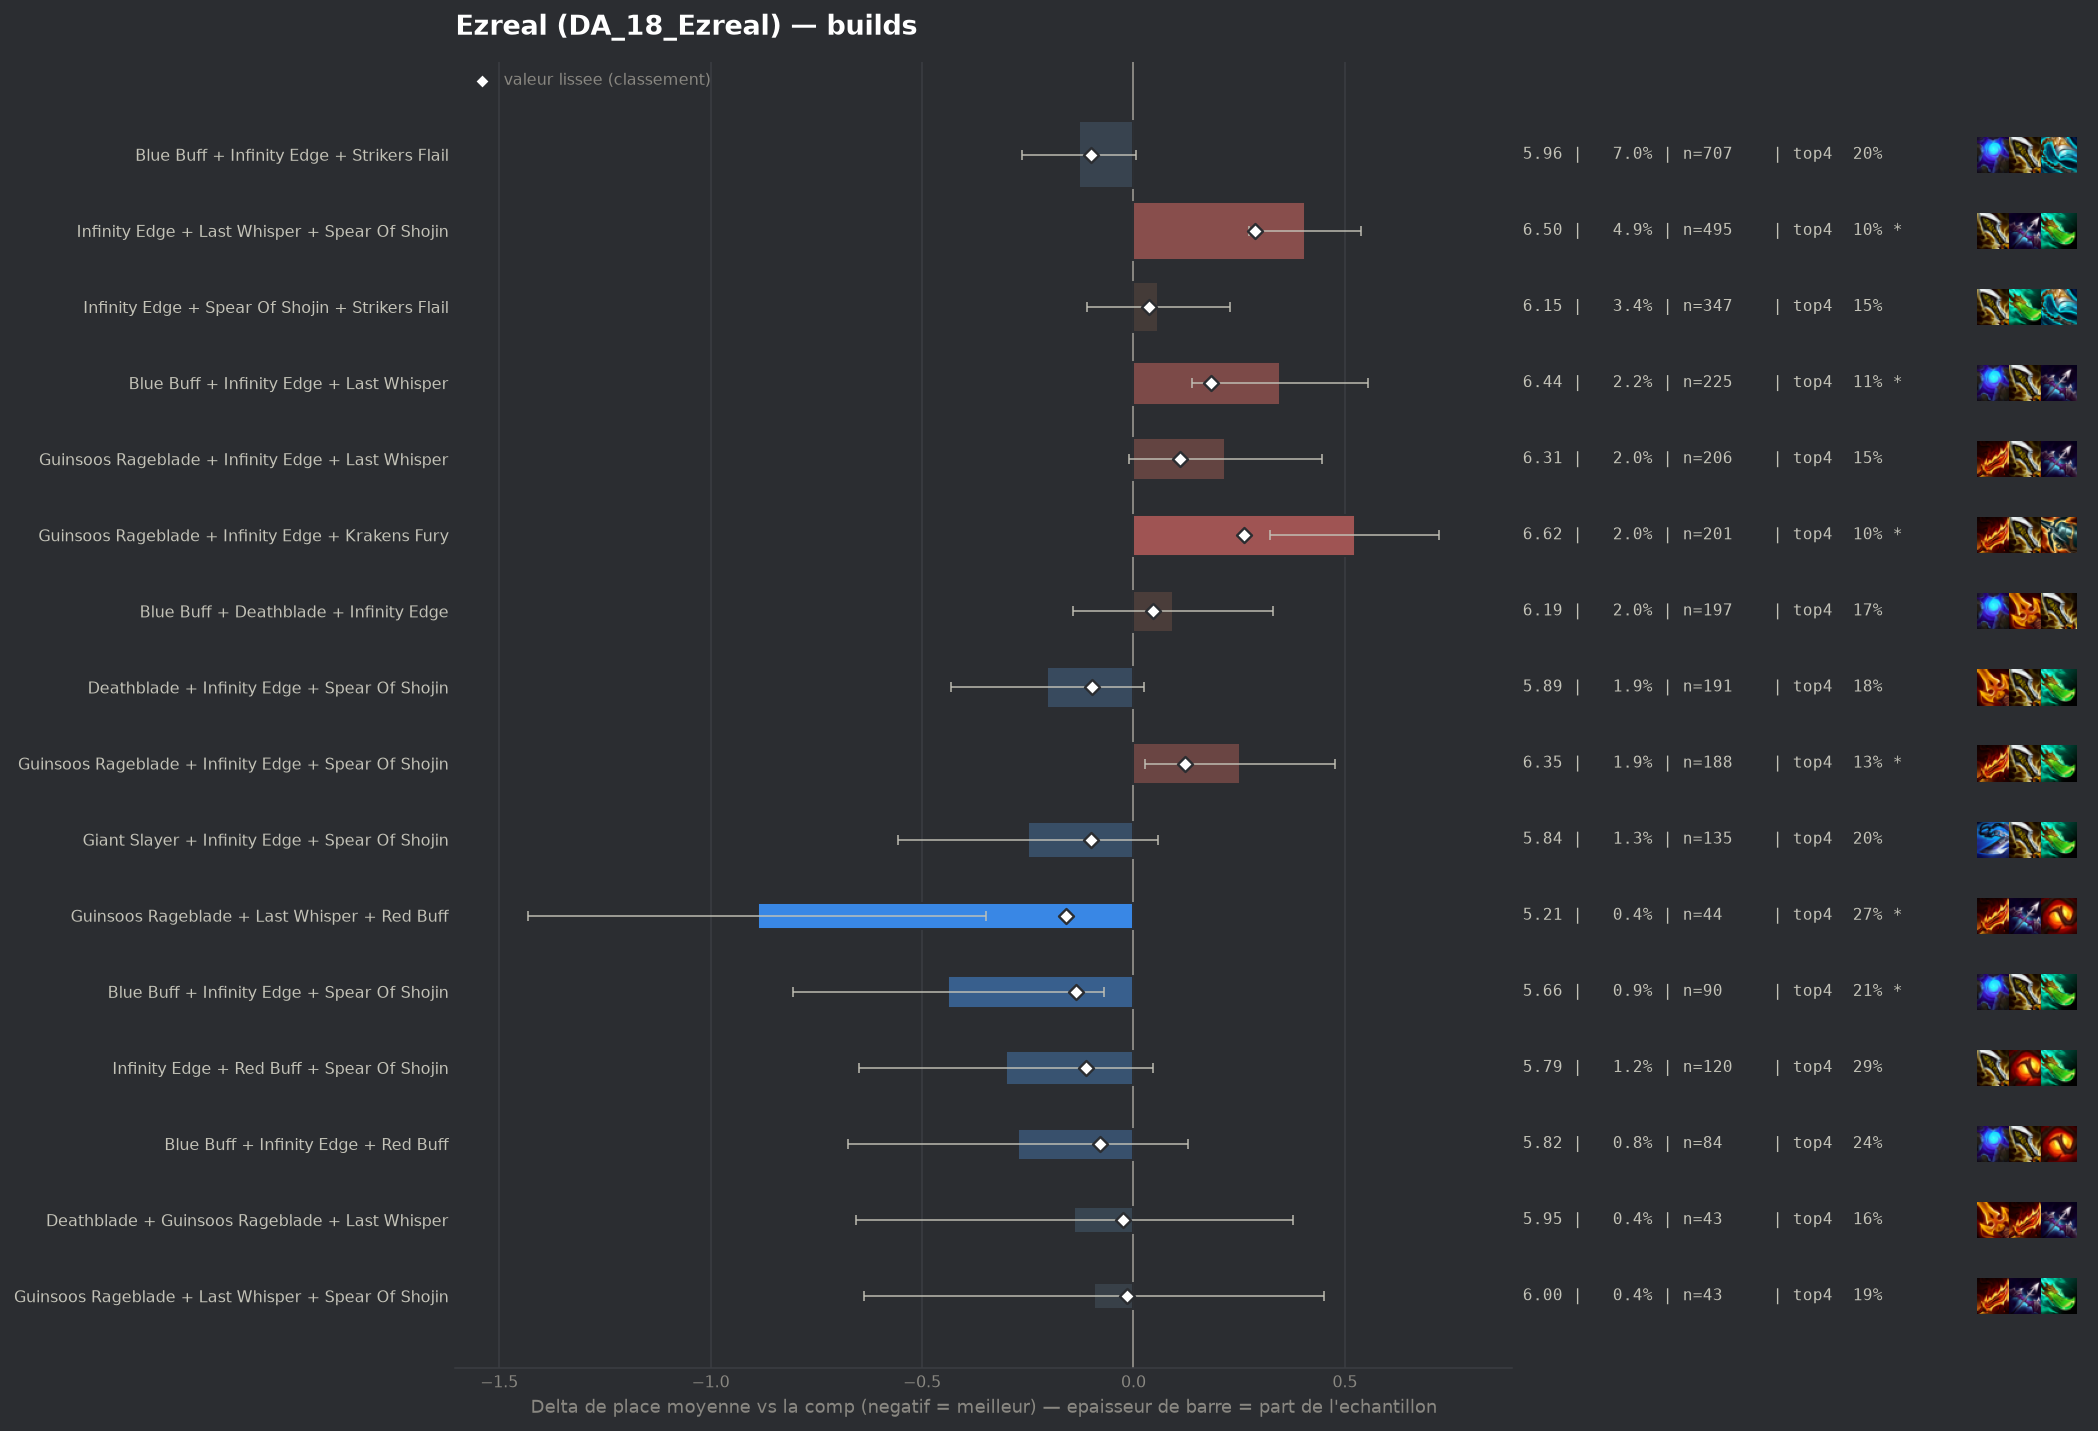 Ezreal (DA_18_Ezreal) — builds
valeur lissee (classement)
Blue Buff + Infinity Edge + Strikers Flail 5.96 | 7.0% | n=707 | top4 20%
Infinity Edge + Last Whisper + Spear Of Shojin 6.50 | 4.9% | n=495 | top4 10% *
Infinity Edge + Spear Of Shojin + Strikers Flail 6.15 | 3.4% | n=347 | top4 15%
Blue Buff + Infinity Edge + Last Whisper 6.44 | 2.2% | n=225 | top4 11% *
Guinsoos Rageblade + Infinity Edge + Last Whisper 6.31 | 2.0% | n=206 | top4 15%
Guinsoos Rageblade + Infinity Edge + Krakens Fury 6.62 | 2.0% | n=201 | top4 10% *
Blue Buff + Deathblade + Infinity Edge 6.19 | 2.0% | n=197 | top4 17%
Deathblade + Infinity Edge + Spear Of Shojin 5.89 | 1.9% | n=191 | top4 18%
Guinsoos Rageblade + Infinity Edge + Spear Of Shojin 6.35 | 1.9% | n=188 | top4 13% *
Giant Slayer + Infinity Edge + Spear Of Shojin 5.84 | 1.3% | n=135 | top4 20%
Guinsoos Rageblade + Last Whisper + Red Buff 5.21 | 0.4% | n=44 | top4 27% *
Blue Buff + Infinity Edge + Spear Of Shojin 5.66 | 0.9% | n=90 | top4 21% *
Infinity Edge + Red Buff + Spear Of Shojin 5.79 | 1.2% | n=120 | top4 29%
Blue Buff + Infinity Edge + Red Buff 5.82 | 0.8% | n=84 | top4 24%
Deathblade + Guinsoos Rageblade + Last Whisper 5.95 | 0.4% | n=43 | top4 16%
Guinsoos Rageblade + Last Whisper + Spear Of Shojin 6.00 | 0.4% | n=43 | top4 19%
−1.5 −1.0 −0.5 0.0 0.5
Delta de place moyenne vs la comp (negatif = meilleur) — epaisseur de barre = part de l'echantillon